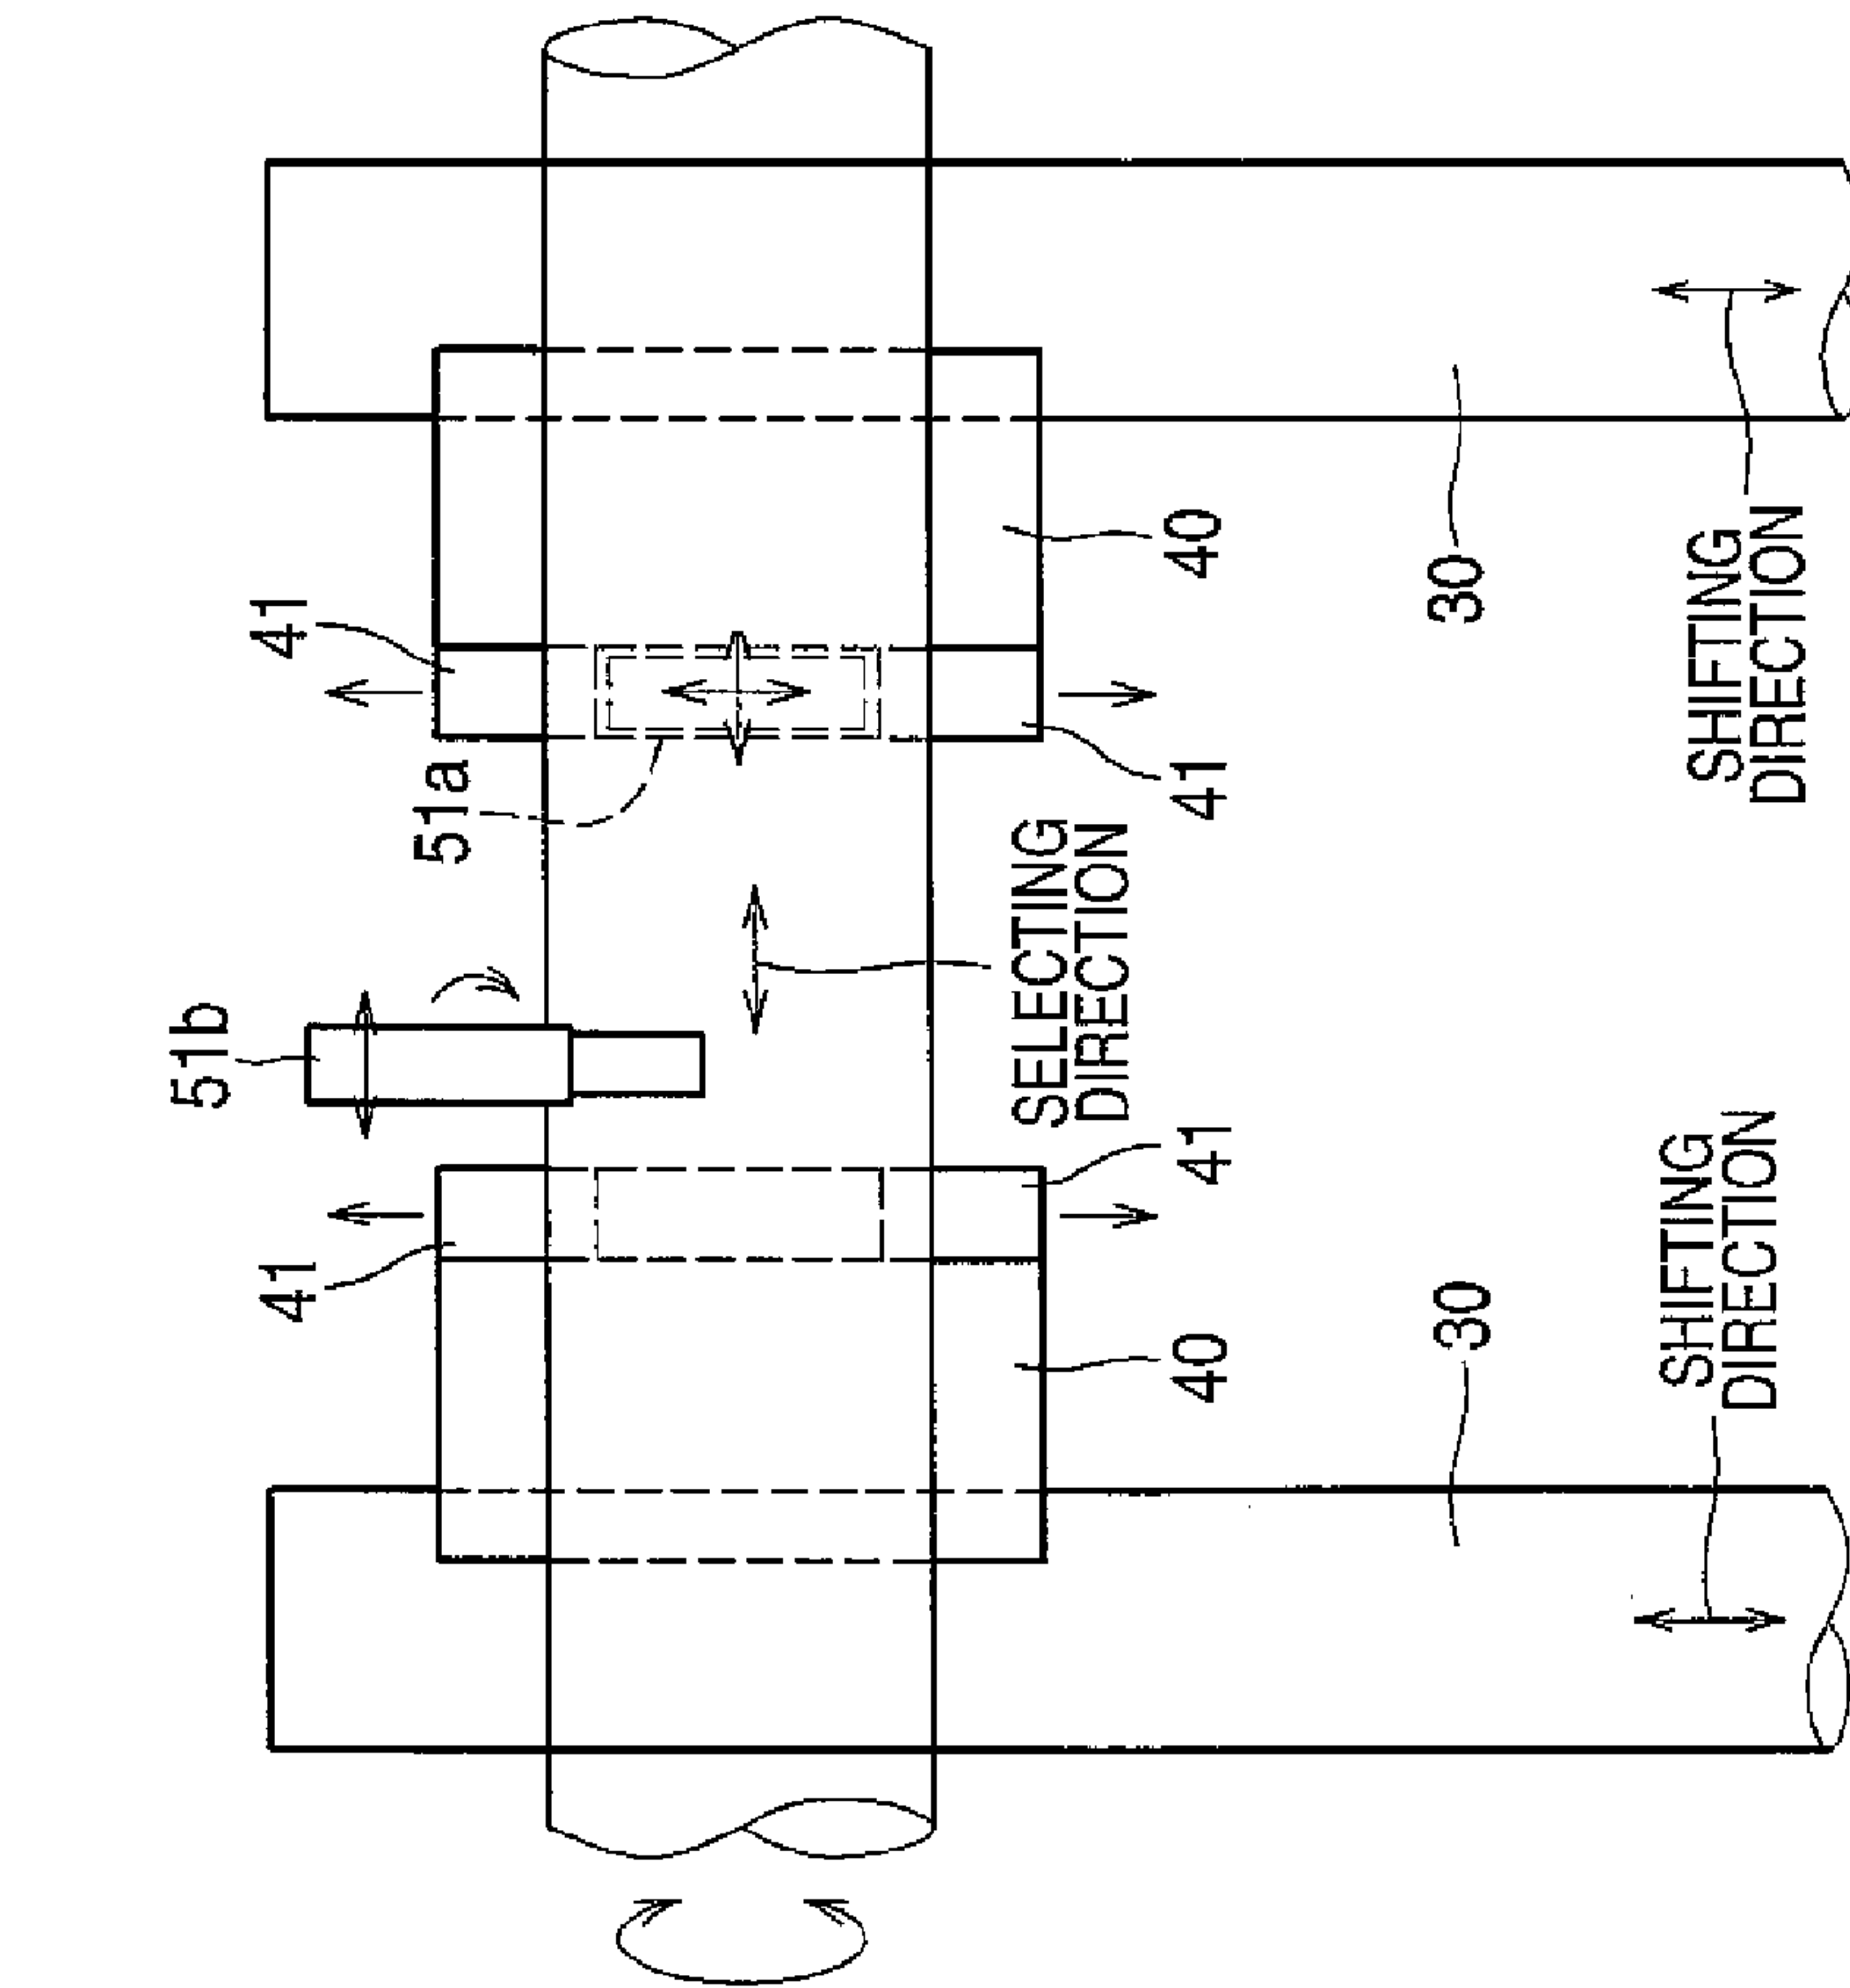 51b
41
41
51a
SELECTING
DIRECTION
40
41
41
40
30
30
SHIFTING
DIRECTION
SHIFTING
DIRECTION